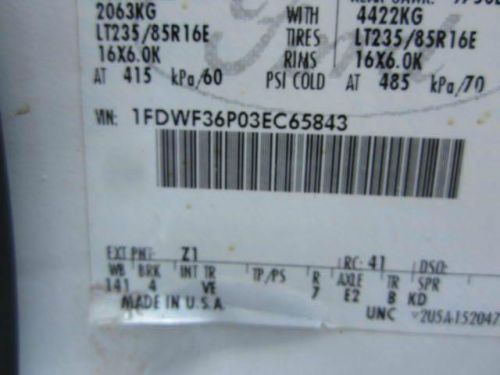 2063KG WITH 4422KG
LT235/85R16E TIRES LT235/85R16E
16X6.0K RIMS 16X6.0K
AT 415 kPa/60 PSI COLD AT 485 kPa/70
VIN: 1FDWF36P03EC65843
EXT PNT: Z1 RC: 41 DSO:
WB BRK INT TR TP/PS R AXLE TR SPR
141 4 VE 7 E2 B KD
MADE IN U.S.A. UNC